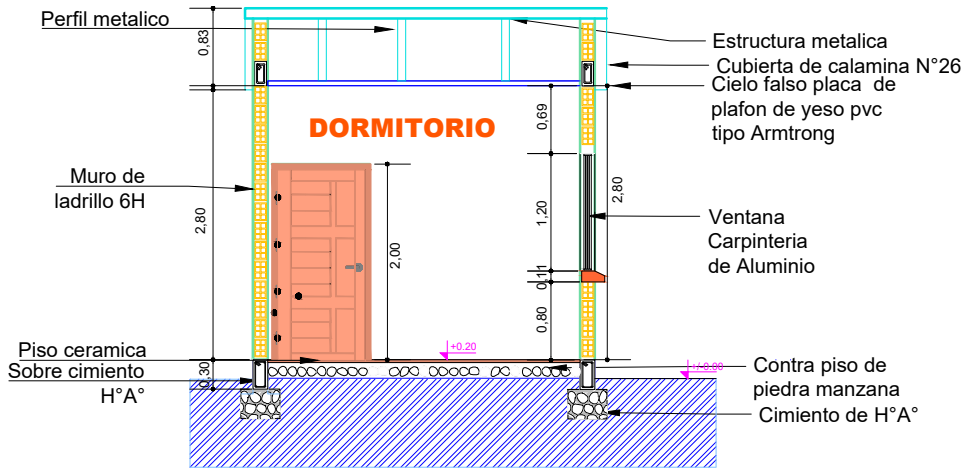 Perfil metalico
0,83
Estructura metalica
Cubierta de calamina N°26
Cielo falso placa de
plafon de yeso pvc
tipo Armtrong
0,69
DORMITORIO
Muro de
ladrillo 6H
2,80
2,00
1,20
2,80
Ventana
Carpinteria
de Aluminio
0,11
0,80
Piso ceramica
+0.20
Sobre cimiento
H°A°
0,30
Contra piso de
piedra manzana
+/-0.00
Cimiento de H°A°